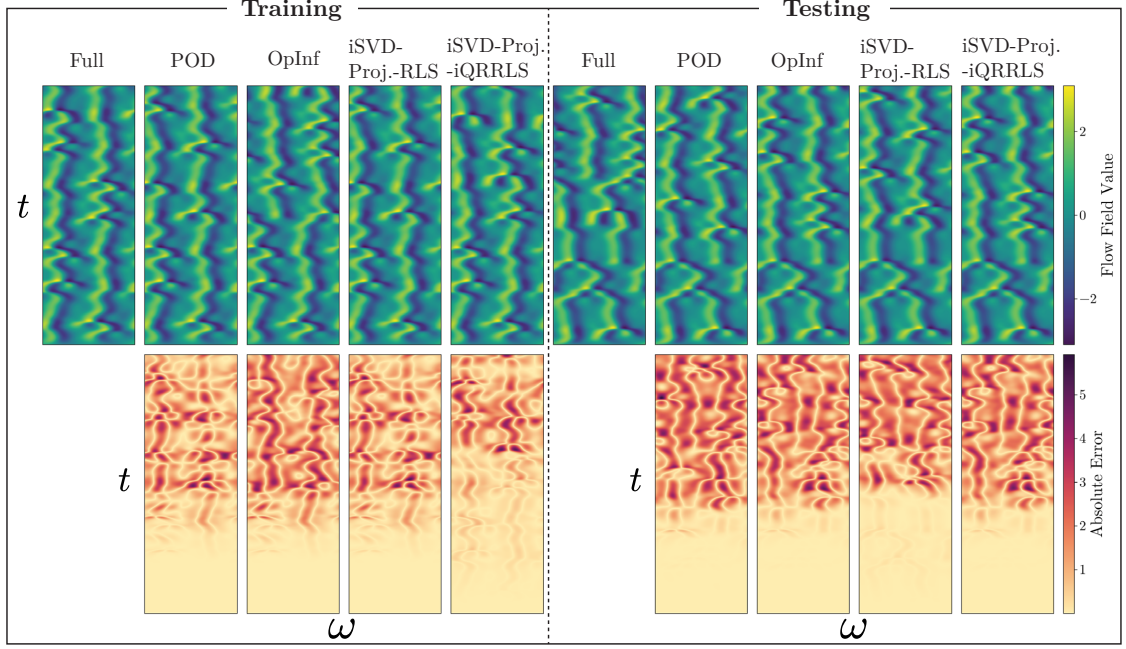 Training
Testing
Full
POD
OpInf
iSVD-
Proj.-RLS
iSVD-Proj.
-iQRRLS
Full
POD
OpInf
iSVD-
Proj.-RLS
iSVD-Proj.
-iQRRLS
t
2
0
−2
Flow Field Value
t
t
5
4
3
2
1
Absolute Error
ω
ω